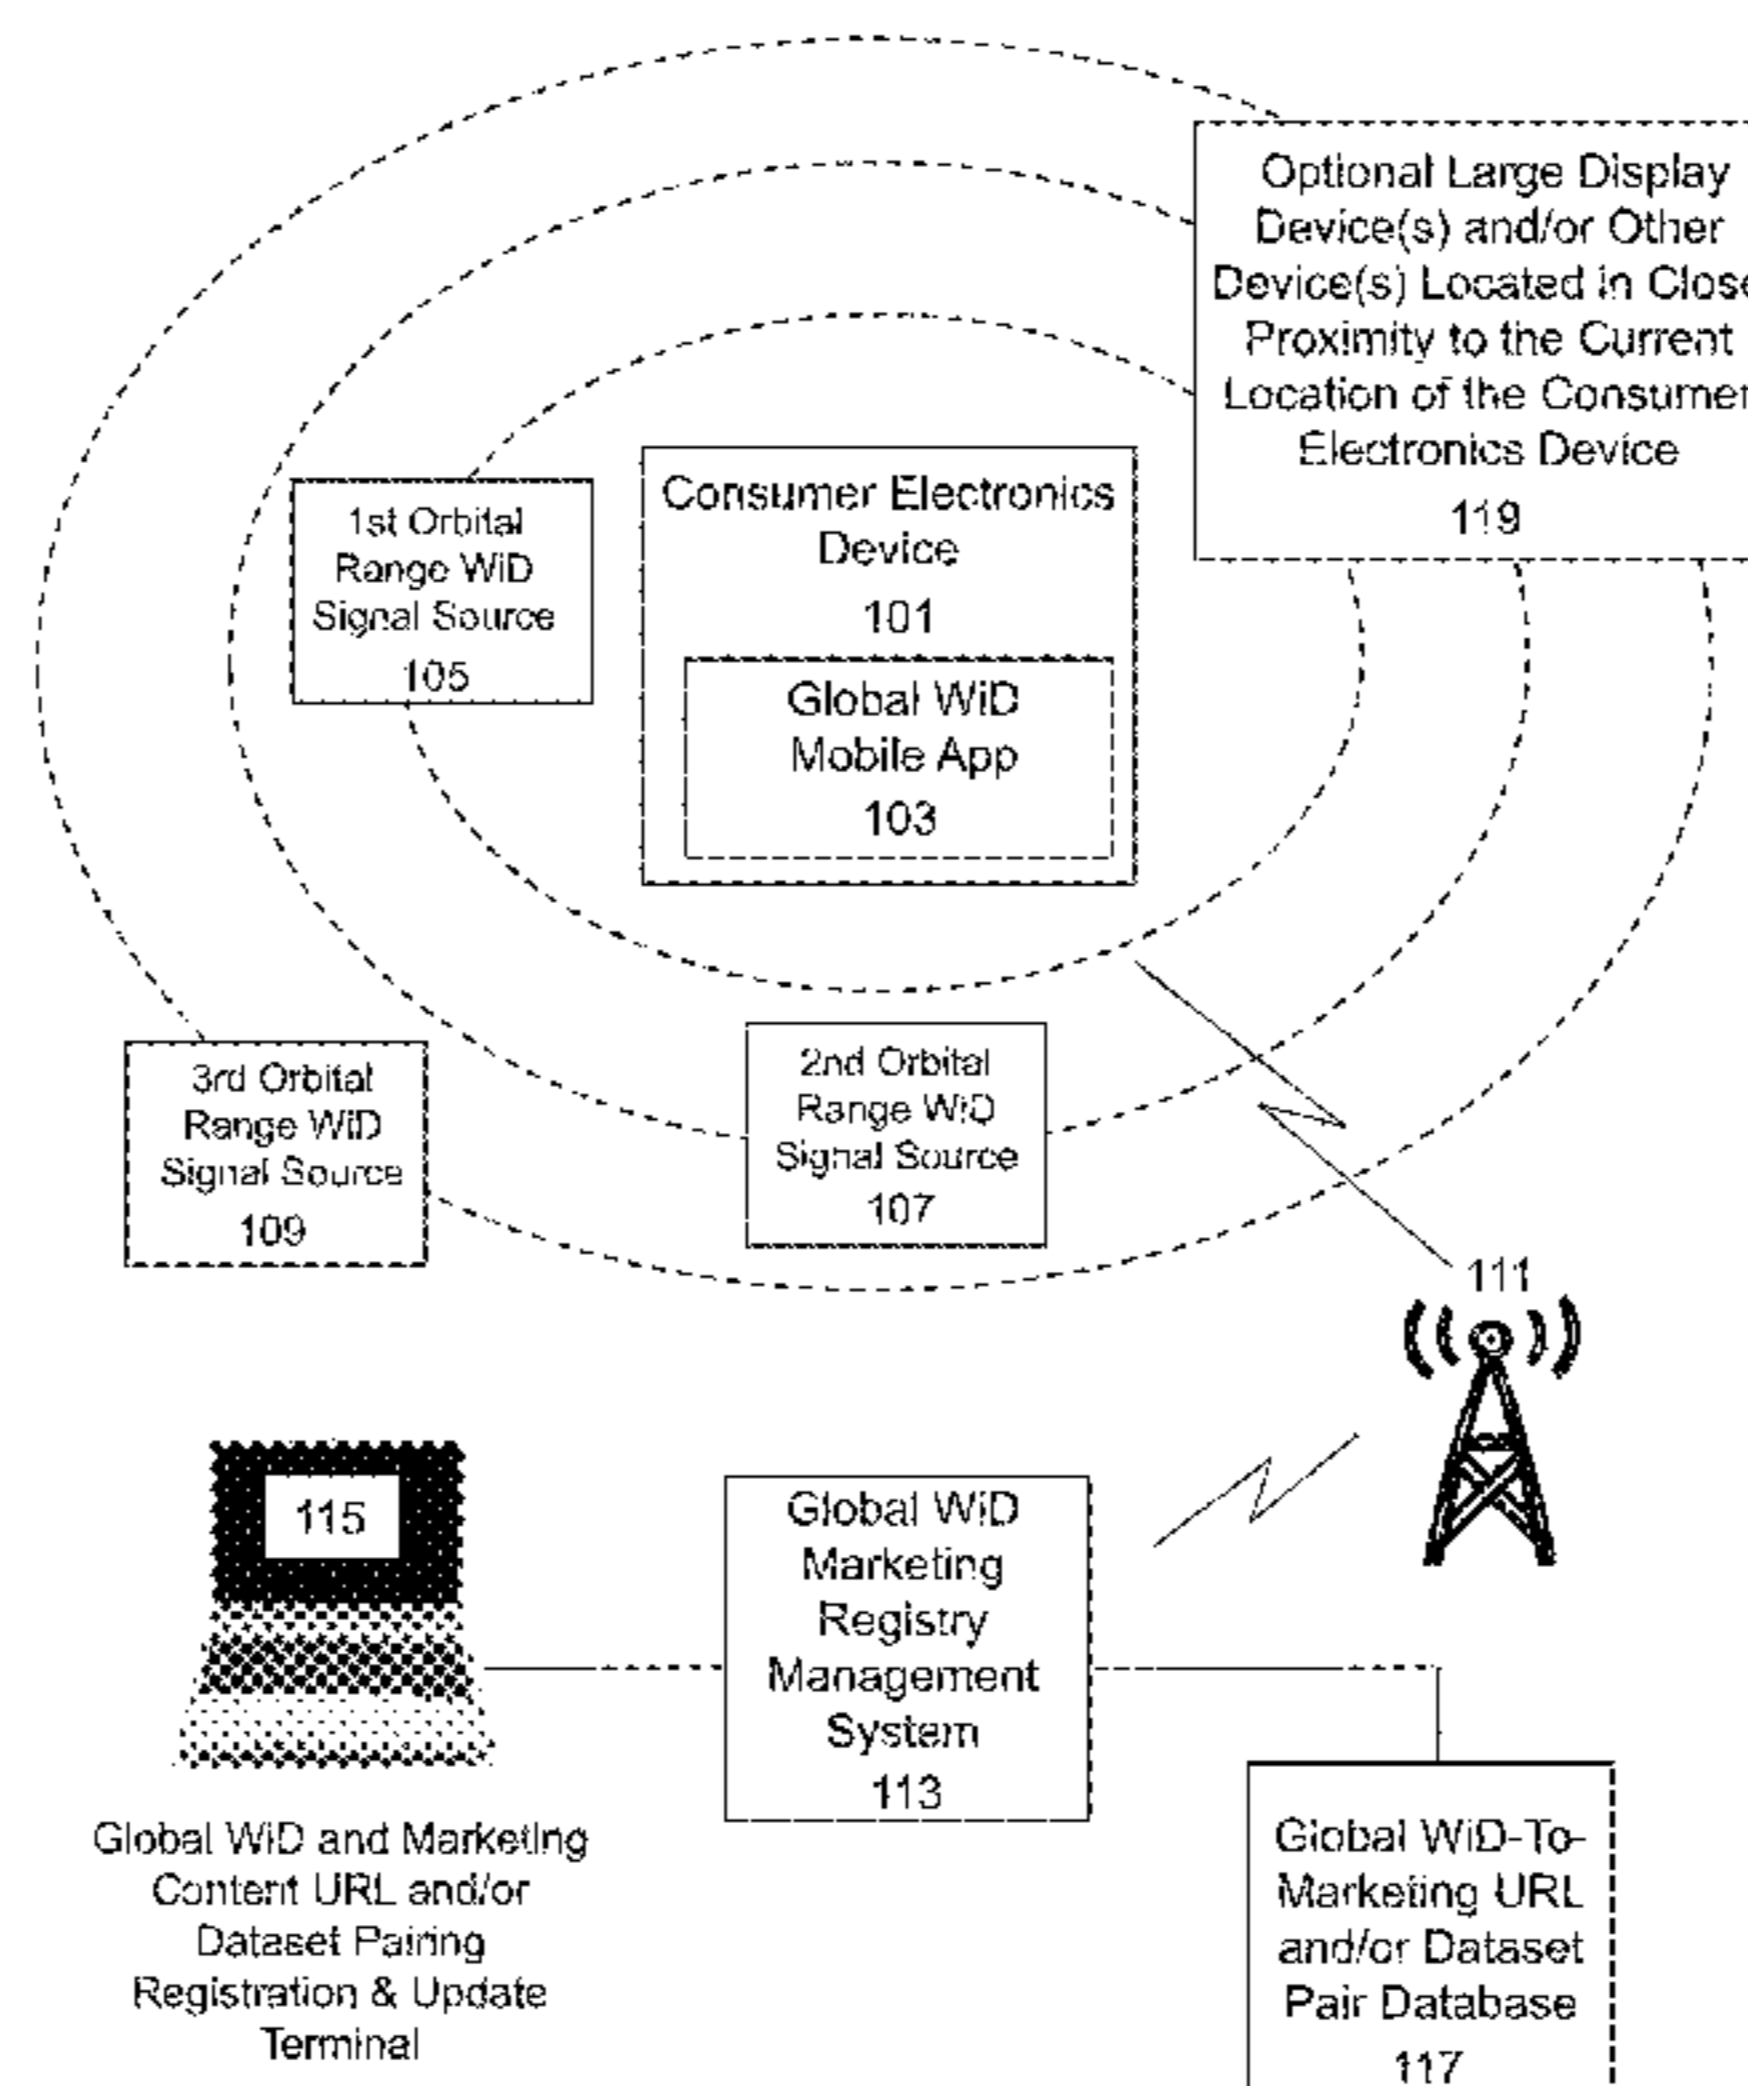 Optional Large Display
Device(s) and/or Other
Device(s) Located in Close
Proximity to the Current
Location of the Consumer
Electronics Device
119
Consumer Electronics
Device
101
Global WiD
Mobile App
103
1st Orbital
Range WiD
Signal Source
105
3rd Orbital
Range WiD
Signal Source
109
2nd Orbital
Range WiD
Signal Source
107
111
115
Global WiD
Marketing
Registry
Management
System
113
Global WiD and Marketing
Content URL and/or
Dataset Pairing
Registration & Update
Terminal
Global WiD-To-
Marketing URL
and/or Dataset
Pair Database
117